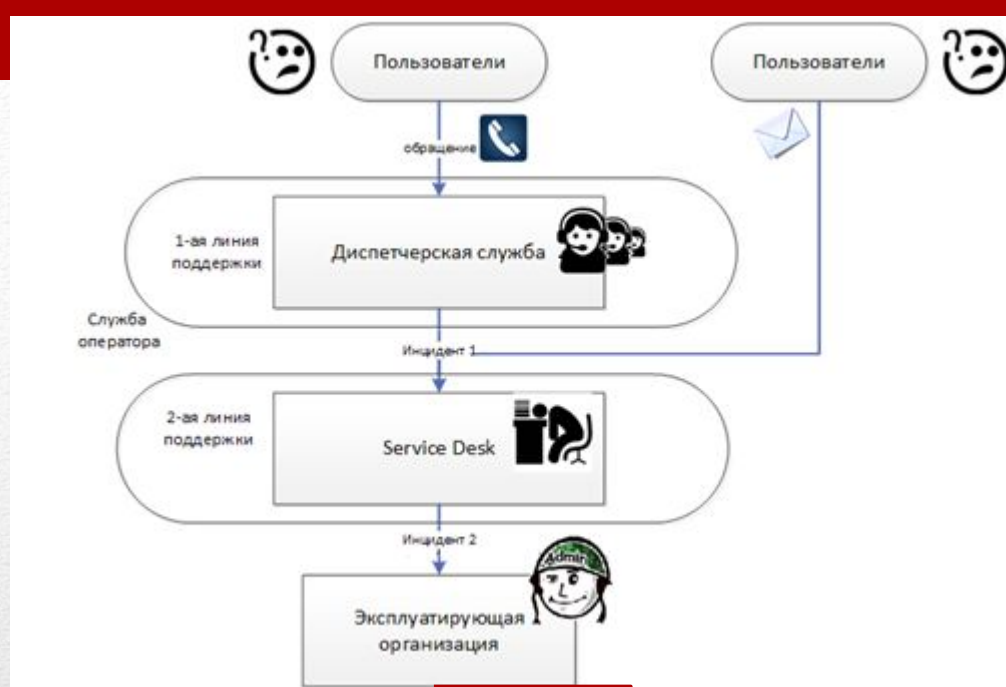 Пользователи
Пользователи
обращение
1-ая линия
поддержки
Диспетчерская служба
Служба
оператора
Инцидент 1
2-ая линия
поддержки
Service Desk
Инцидент 2
Admin
Эксплуатирующая
организация